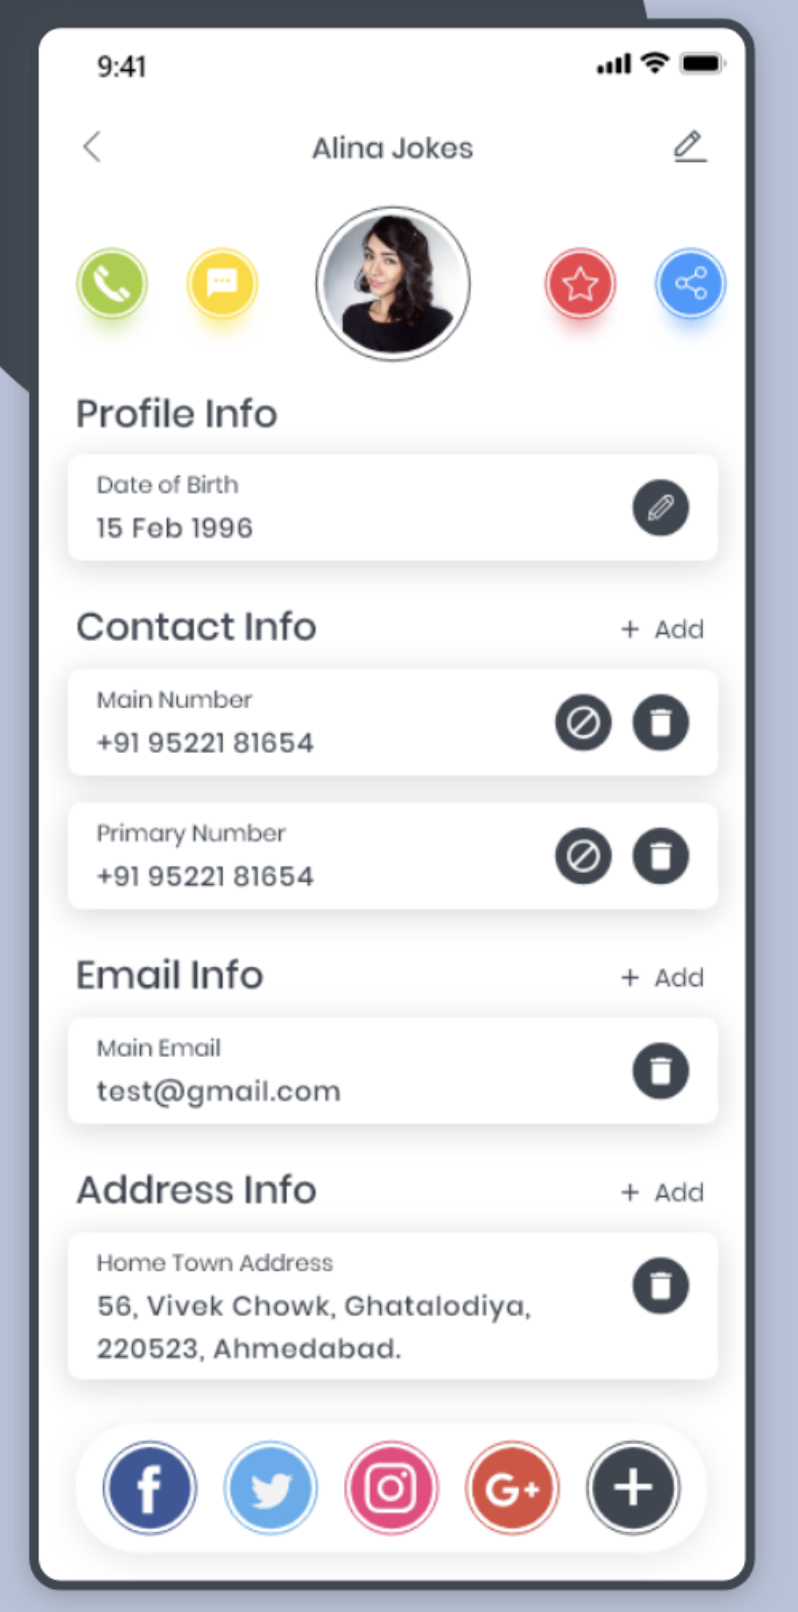 9:41
Alina Jokes
Profile Info
Date of Birth
15 Feb 1996
Contact Info
+ Add
Main Number
+91 95221 81654
Primary Number
+91 95221 81654
Email Info
+ Add
Main Email
test@gmail.com
Address Info
+ Add
Home Town Address
56, Vivek Chowk, Ghatalodiya,
220523, Ahmedabad.
f
G+